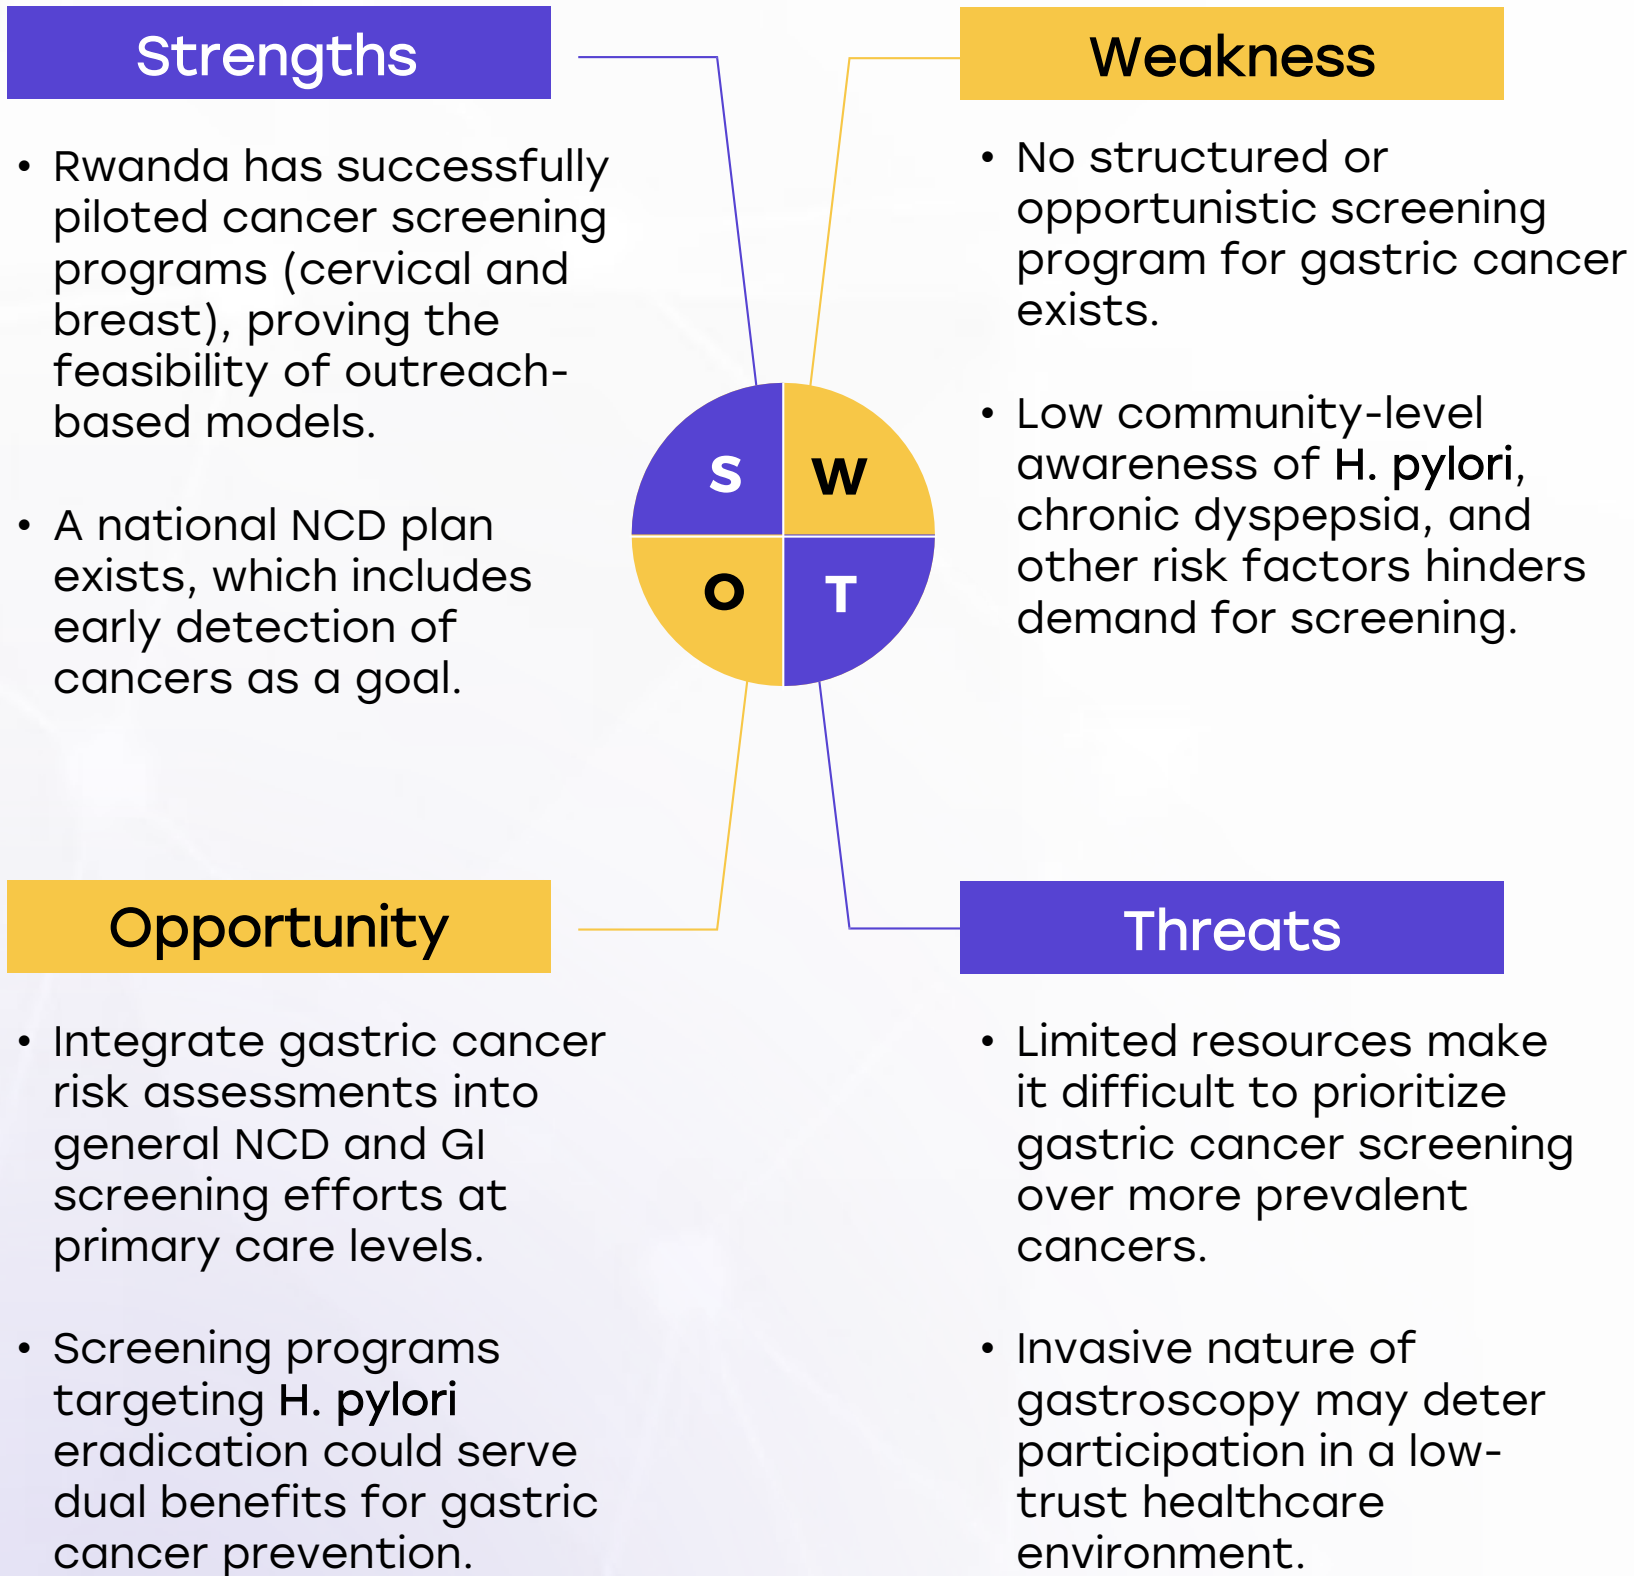 Strengths
• Rwanda has successfully
piloted cancer screening
programs (cervical and
breast), proving the
feasibility of outreach-
based models.
• A national NCD plan
exists, which includes
early detection of
cancers as a goal.
Weakness
• No structured or
opportunistic screening
program for gastric cancer
exists.
• Low community-level
awareness of H. pylori,
chronic dyspepsia, and
other risk factors hinders
demand for screening.
S
W
O
T
Opportunity
• Integrate gastric cancer
risk assessments into
general NCD and GI
screening efforts at
primary care levels.
• Screening programs
targeting H. pylori
eradication could serve
dual benefits for gastric
cancer prevention.
Threats
• Limited resources make
it difficult to prioritize
gastric cancer screening
over more prevalent
cancers.
• Invasive nature of
gastroscopy may deter
participation in a low-
trust healthcare
environment.